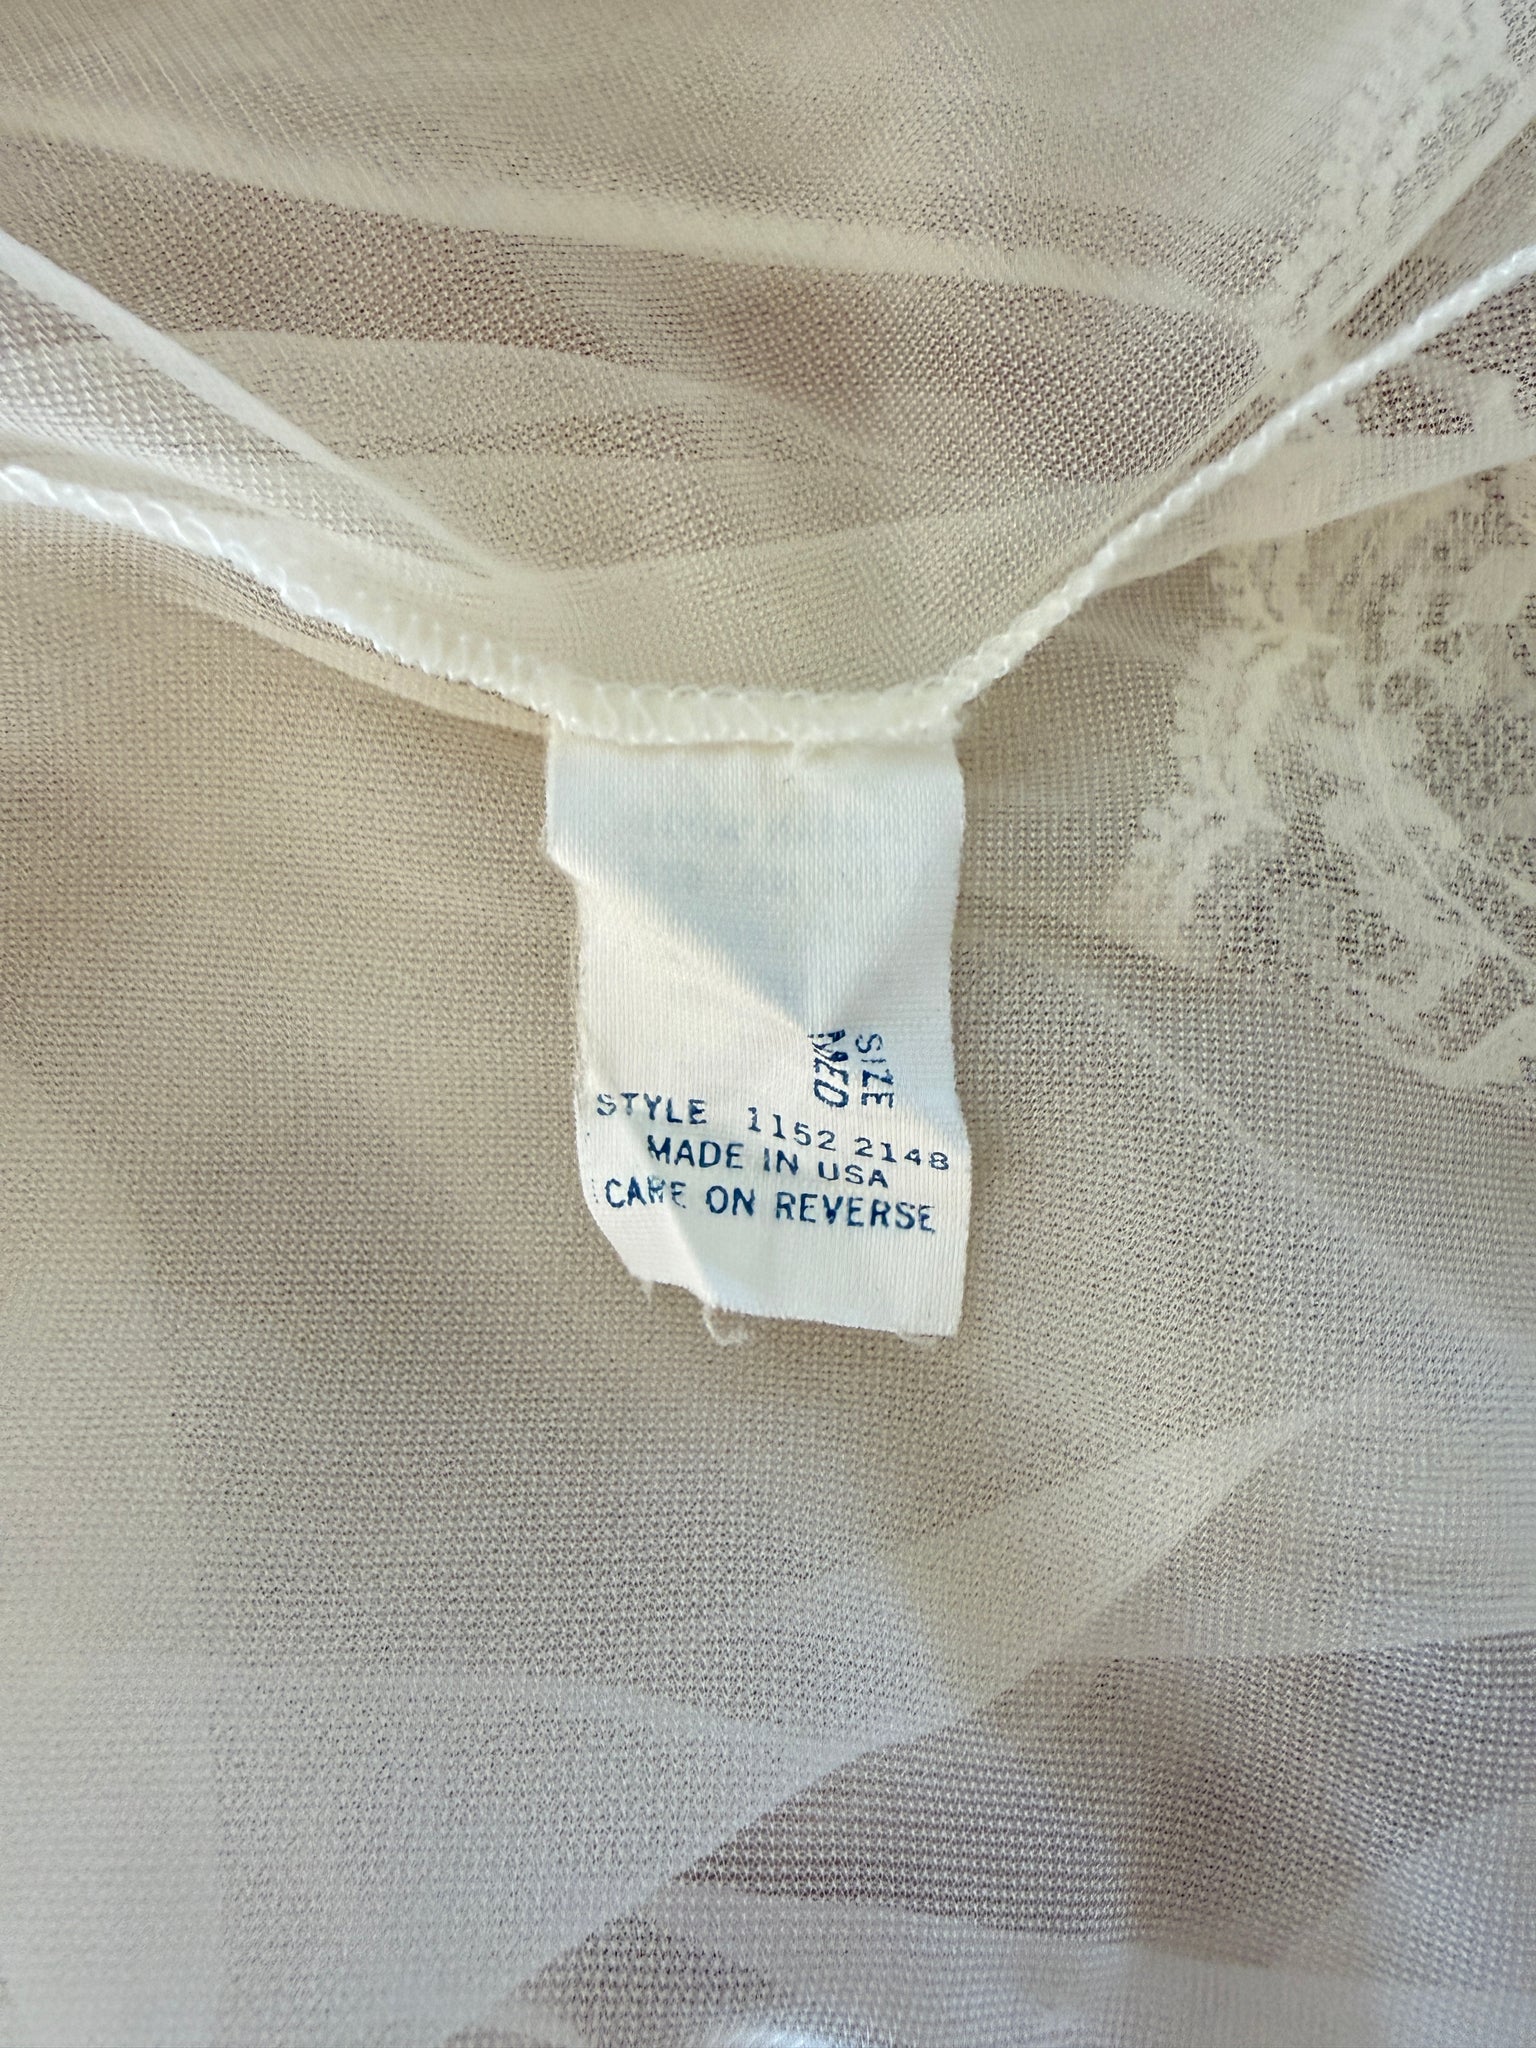 SIZE
MED
STYLE 1152 2148
MADE IN USA
CARE ON REVERSE